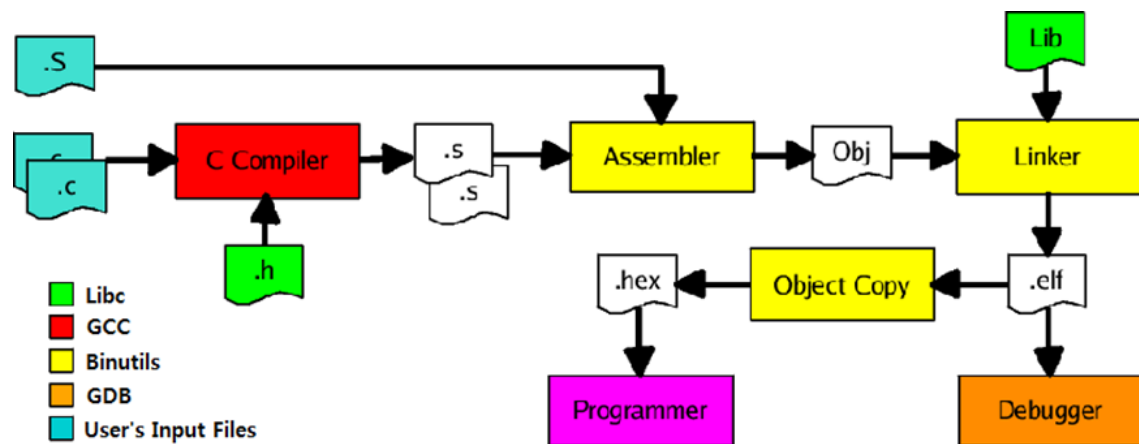 .S
Lib
.c
C Compiler
.s
.s
Assembler
Obj
Linker
.h
.hex
Object Copy
.elf
Programmer
Debugger
Libc
GCC
Binutils
GDB
User's Input Files